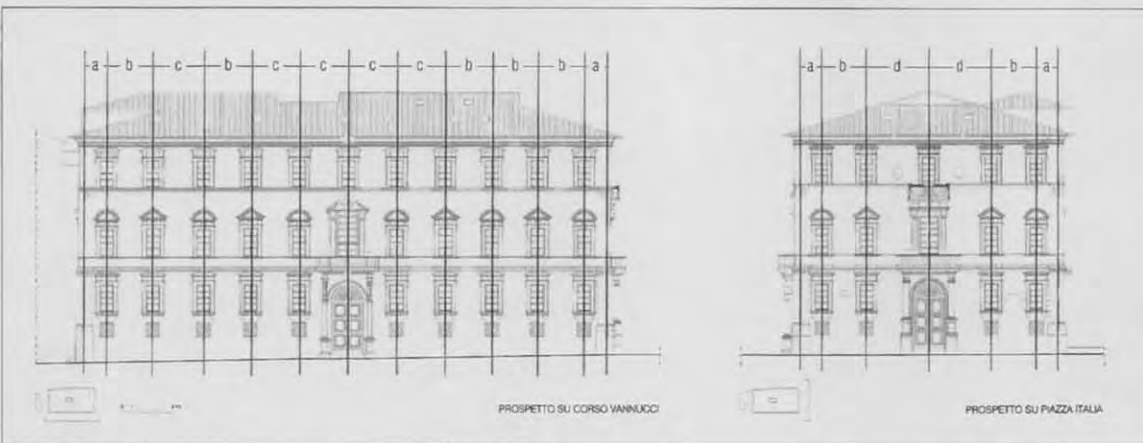 a b c b c c c c b b b a
a b d d b a
PROSPETTO SU CORSO VANNUCCI
PROSPETTO SU PIAZZA ITALIA